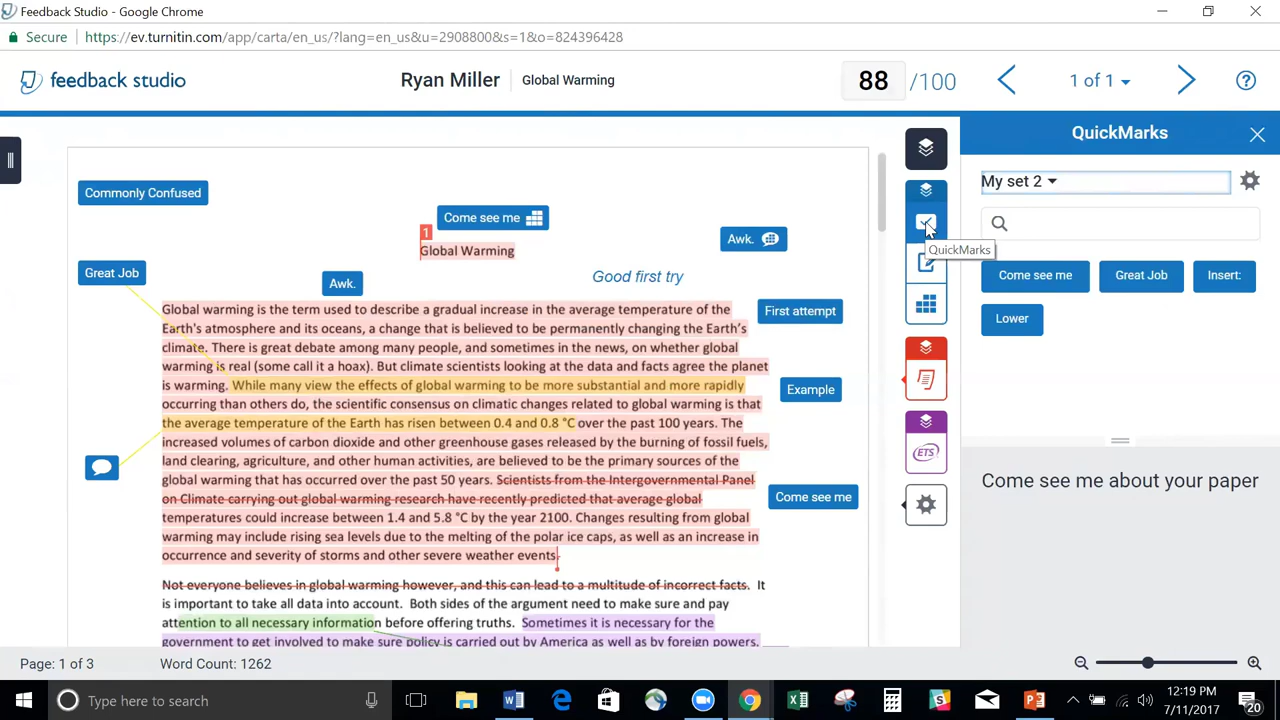 Feedback Studio - Google Chrome
Secure https://ev.turnitin.com/app/carta/en_us/?lang=en_us&u=2908800&s=1&o=824396428
feedback studio
Ryan Miller
Global Warming
88 /100
1 of 1
?
QuickMarks
My set 2
Come see me
Great Job
Insert:
Lower
Come see me about your paper
QuickMarks
ETS
Commonly Confused
Come see me
1
Global Warming
Awk.
Great Job
Awk.
Good first try
First attempt
Example
Come see me
Global warming is the term used to describe a gradual increase in the average temperature of the
Earth's atmosphere and its oceans, a change that is believed to be permanently changing the Earth's
climate. There is great debate among many people, and sometimes in the news, on whether global
warming is real (some call it a hoax). But climate scientists looking at the data and facts agree the planet
is warming. While many view the effects of global warming to be more substantial and more rapidly
occurring than others do, the scientific consensus on climatic changes related to global warming is that
the average temperature of the Earth has risen between 0.4 and 0.8 °C over the past 100 years. The
increased volumes of carbon dioxide and other greenhouse gases released by the burning of fossil fuels,
land clearing, agriculture, and other human activities, are believed to be the primary sources of the
global warming that has occurred over the past 50 years. Scientists from the Intergovernmental Panel
on Climate carrying out global warming research have recently predicted that average global
temperatures could increase between 1.4 and 5.8 °C by the year 2100. Changes resulting from global
warming may include rising sea levels due to the melting of the polar ice caps, as well as an increase in
occurrence and severity of storms and other severe weather events.
Not everyone believes in global warming however, and this can lead to a multitude of incorrect facts. It
is important to take all data into account. Both sides of the argument need to make sure and pay
attention to all necessary information before offering truths. Sometimes it is necessary for the
government to get involved to make sure policy is carried out by America as well as by foreign powers.
Page: 1 of 3
Word Count: 1262
Type here to search
12:19 PM
7/11/2017
20